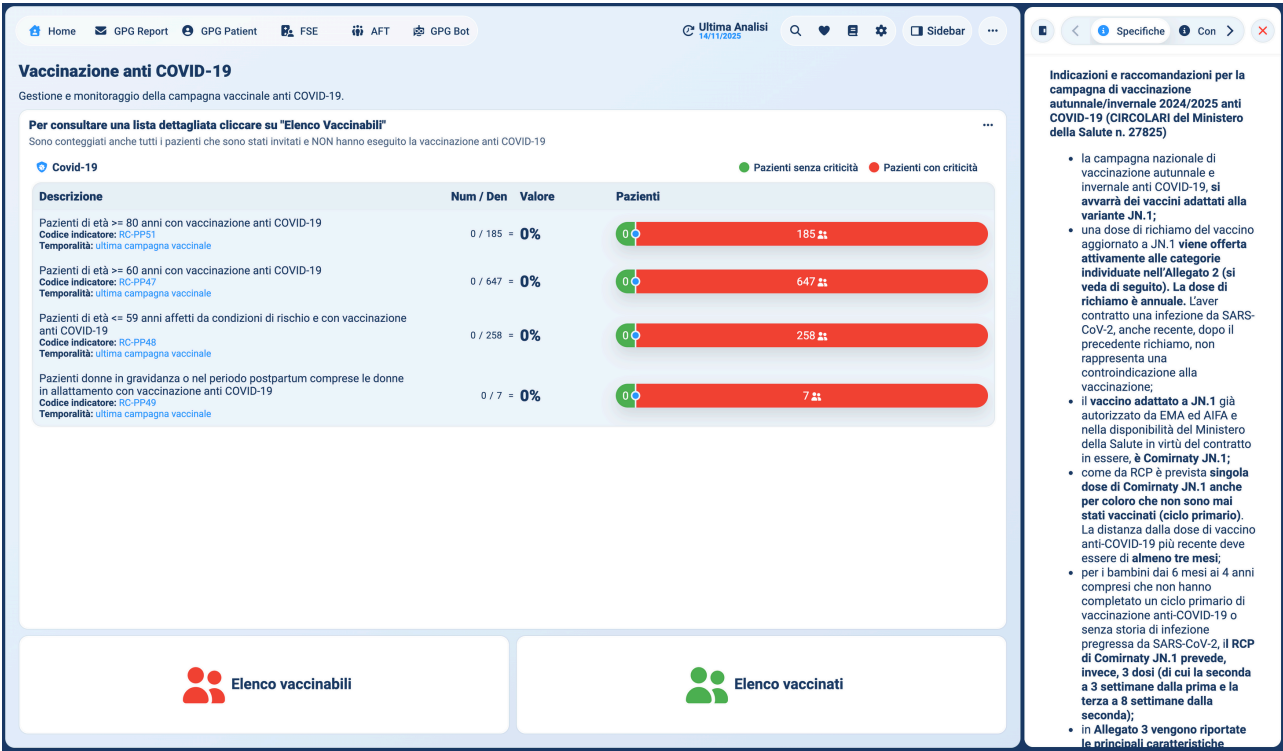 Home
GPG Report
GPG Patient
FSE
AFT
GPG Bot
Ultima Analisi
14/11/2025
Sidebar
Vaccinazione anti COVID-19
Gestione e monitoraggio della campagna vaccinale anti COVID-19.
Per consultare una lista dettagliata cliccare su "Elenco Vaccinabili"
Sono conteggiati anche tutti i pazienti che sono stati invitati e NON hanno eseguito la vaccinazione anti COVID-19
Covid-19
Pazienti senza criticità
Pazienti con criticità
Descrizione
Num / Den
Valore
Pazienti
Pazienti di età >= 80 anni con vaccinazione anti COVID-19
Codice indicatore: RC-PP51
Temporalità: ultima campagna vaccinale
0 / 185 = 0%
0
185
Pazienti di età >= 60 anni con vaccinazione anti COVID-19
Codice indicatore: RC-PP47
Temporalità: ultima campagna vaccinale
0 / 647 = 0%
0
647
Pazienti di età <= 59 anni affetti da condizioni di rischio e con vaccinazione
anti COVID-19
Codice indicatore: RC-PP48
Temporalità: ultima campagna vaccinale
0 / 258 = 0%
0
258
Pazienti donne in gravidanza o nel periodo postpartum comprese le donne
in allattamento con vaccinazione anti COVID-19
Codice indicatore: RC-PP49
Temporalità: ultima campagna vaccinale
0 / 7 = 0%
0
7
Elenco vaccinabili
Elenco vaccinati
Specifiche
Con
Indicazioni e raccomandazioni per la
campagna di vaccinazione
autunnale/invernale 2024/2025 anti
COVID-19 (CIRCOLARI del Ministero
della Salute n. 27825)
• la campagna nazionale di
vaccinazione autunnale e
invernale anti COVID-19, si
avvarrà dei vaccini adattati alla
variante JN.1;
• una dose di richiamo del vaccino
aggiornato a JN.1 viene offerta
attivamente alle categorie
individuate nell'Allegato 2 (si
veda di seguito). La dose di
richiamo è annuale. L'aver
contratto una infezione da SARS-
CoV-2, anche recente, dopo il
precedente richiamo, non
rappresenta una
controindicazione alla
vaccinazione;
• il vaccino adattato a JN.1 già
autorizzato da EMA ed AIFA e
nella disponibilità del Ministero
della Salute in virtù del contratto
in essere, è Comirnaty JN.1;
• come da RCP è prevista singola
dose di Comirnaty JN.1 anche
per coloro che non sono mai
stati vaccinati (ciclo primario).
La distanza dalla dose di vaccino
anti-COVID-19 più recente deve
essere di almeno tre mesi;
• per i bambini dai 6 mesi ai 4 anni
compresi che non hanno
completato un ciclo primario di
vaccinazione anti-COVID-19 o
senza storia di infezione
pregressa da SARS-CoV-2, il RCP
di Comirnaty JN.1 prevede,
invece, 3 dosi (di cui la seconda
a 3 settimane dalla prima e la
terza a 8 settimane dalla
seconda);
• in Allegato 3 vengono riportate
le principali caratteristiche